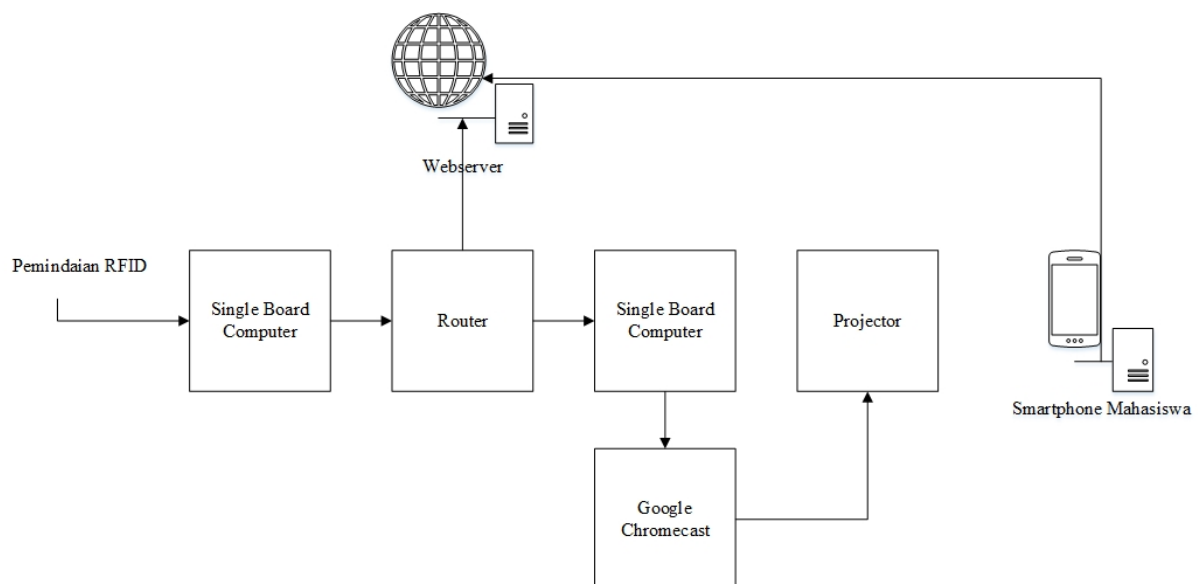 Webserver
Pemindaian RFID
Single Board
Computer
Router
Single Board
Computer
Projector
Smartphone Mahasiswa
Google
Chromecast